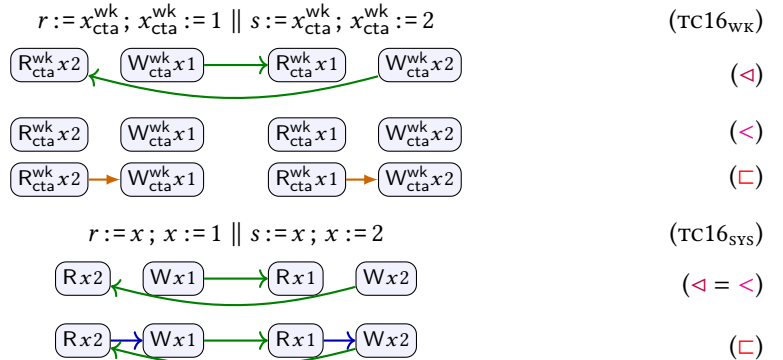 r := x^wk_cta ; x^wk_cta := 1 || s := x^wk_cta ; x^wk_cta := 2 (TC16_WK)
R^wk_cta x2 W^wk_cta x1 R^wk_cta x1 W^wk_cta x2 (⊲)
R^wk_cta x2 W^wk_cta x1 R^wk_cta x1 W^wk_cta x2 (<)
R^wk_cta x2 W^wk_cta x1 R^wk_cta x1 W^wk_cta x2 (⊏)
r := x ; x := 1 || s := x ; x := 2 (TC16_SYS)
Rx2 Wx1 Rx1 Wx2 (⊲ = <)
Rx2 Wx1 Rx1 Wx2 (⊏)